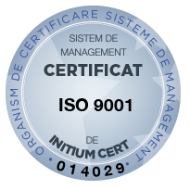 ORGANISM DE CERTIFICARE SISTEME DE MANAGEMENT
SISTEM DE
MANAGEMENT
CERTIFICAT
ISO 9001
DE
INITIUM CERT
014029